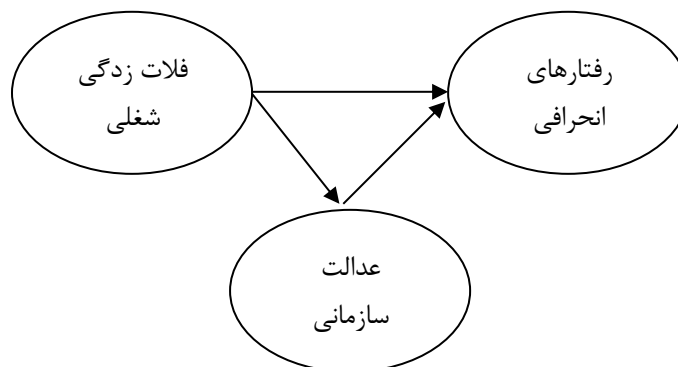 فلات زدگی
شغلی
رفتارهای
انحرافی
عدالت
سازمانی